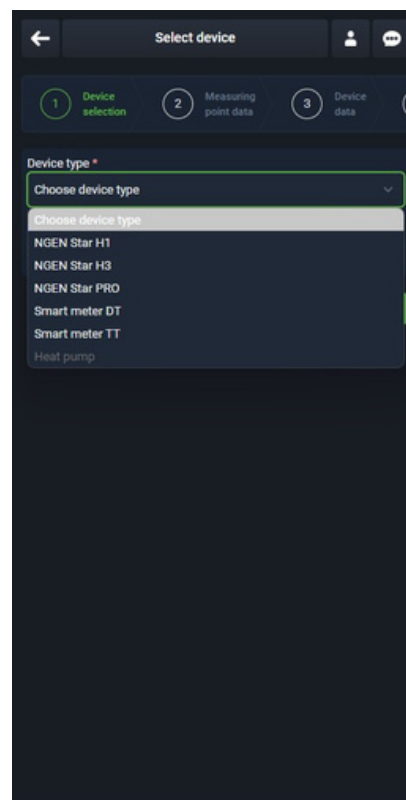 Select device
1
Device
selection
2
Measuring
point data
3
Device
data
Device type *
Choose device type
Choose device type
NGEN Star H1
NGEN Star H3
NGEN Star PRO
Smart meter DT
Smart meter TT
Heat pump